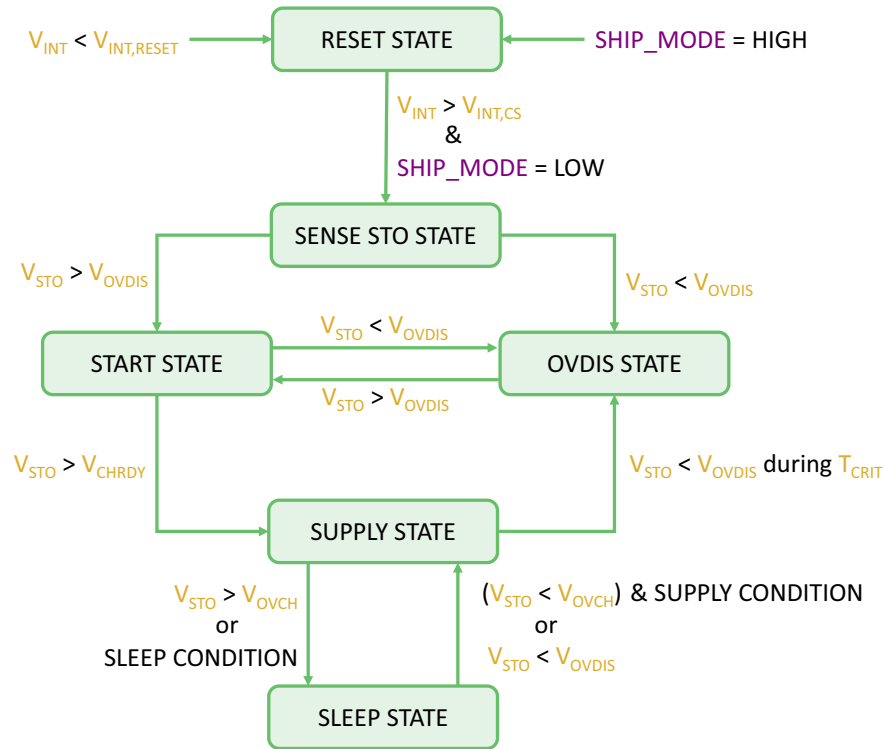 V_INT < V_INT,RESET
RESET STATE
SHIP_MODE = HIGH
V_INT > V_INT,CS
&
SHIP_MODE = LOW
SENSE STO STATE
V_STO > V_OVDIS
V_STO < V_OVDIS
V_STO < V_OVDIS
START STATE
OVDIS STATE
V_STO > V_OVDIS
V_STO > V_CHRDY
V_STO < V_OVDIS during T_CRIT
SUPPLY STATE
V_STO > V_OVCH
or
SLEEP CONDITION
(V_STO < V_OVCH) & SUPPLY CONDITION
or
V_STO < V_OVDIS
SLEEP STATE